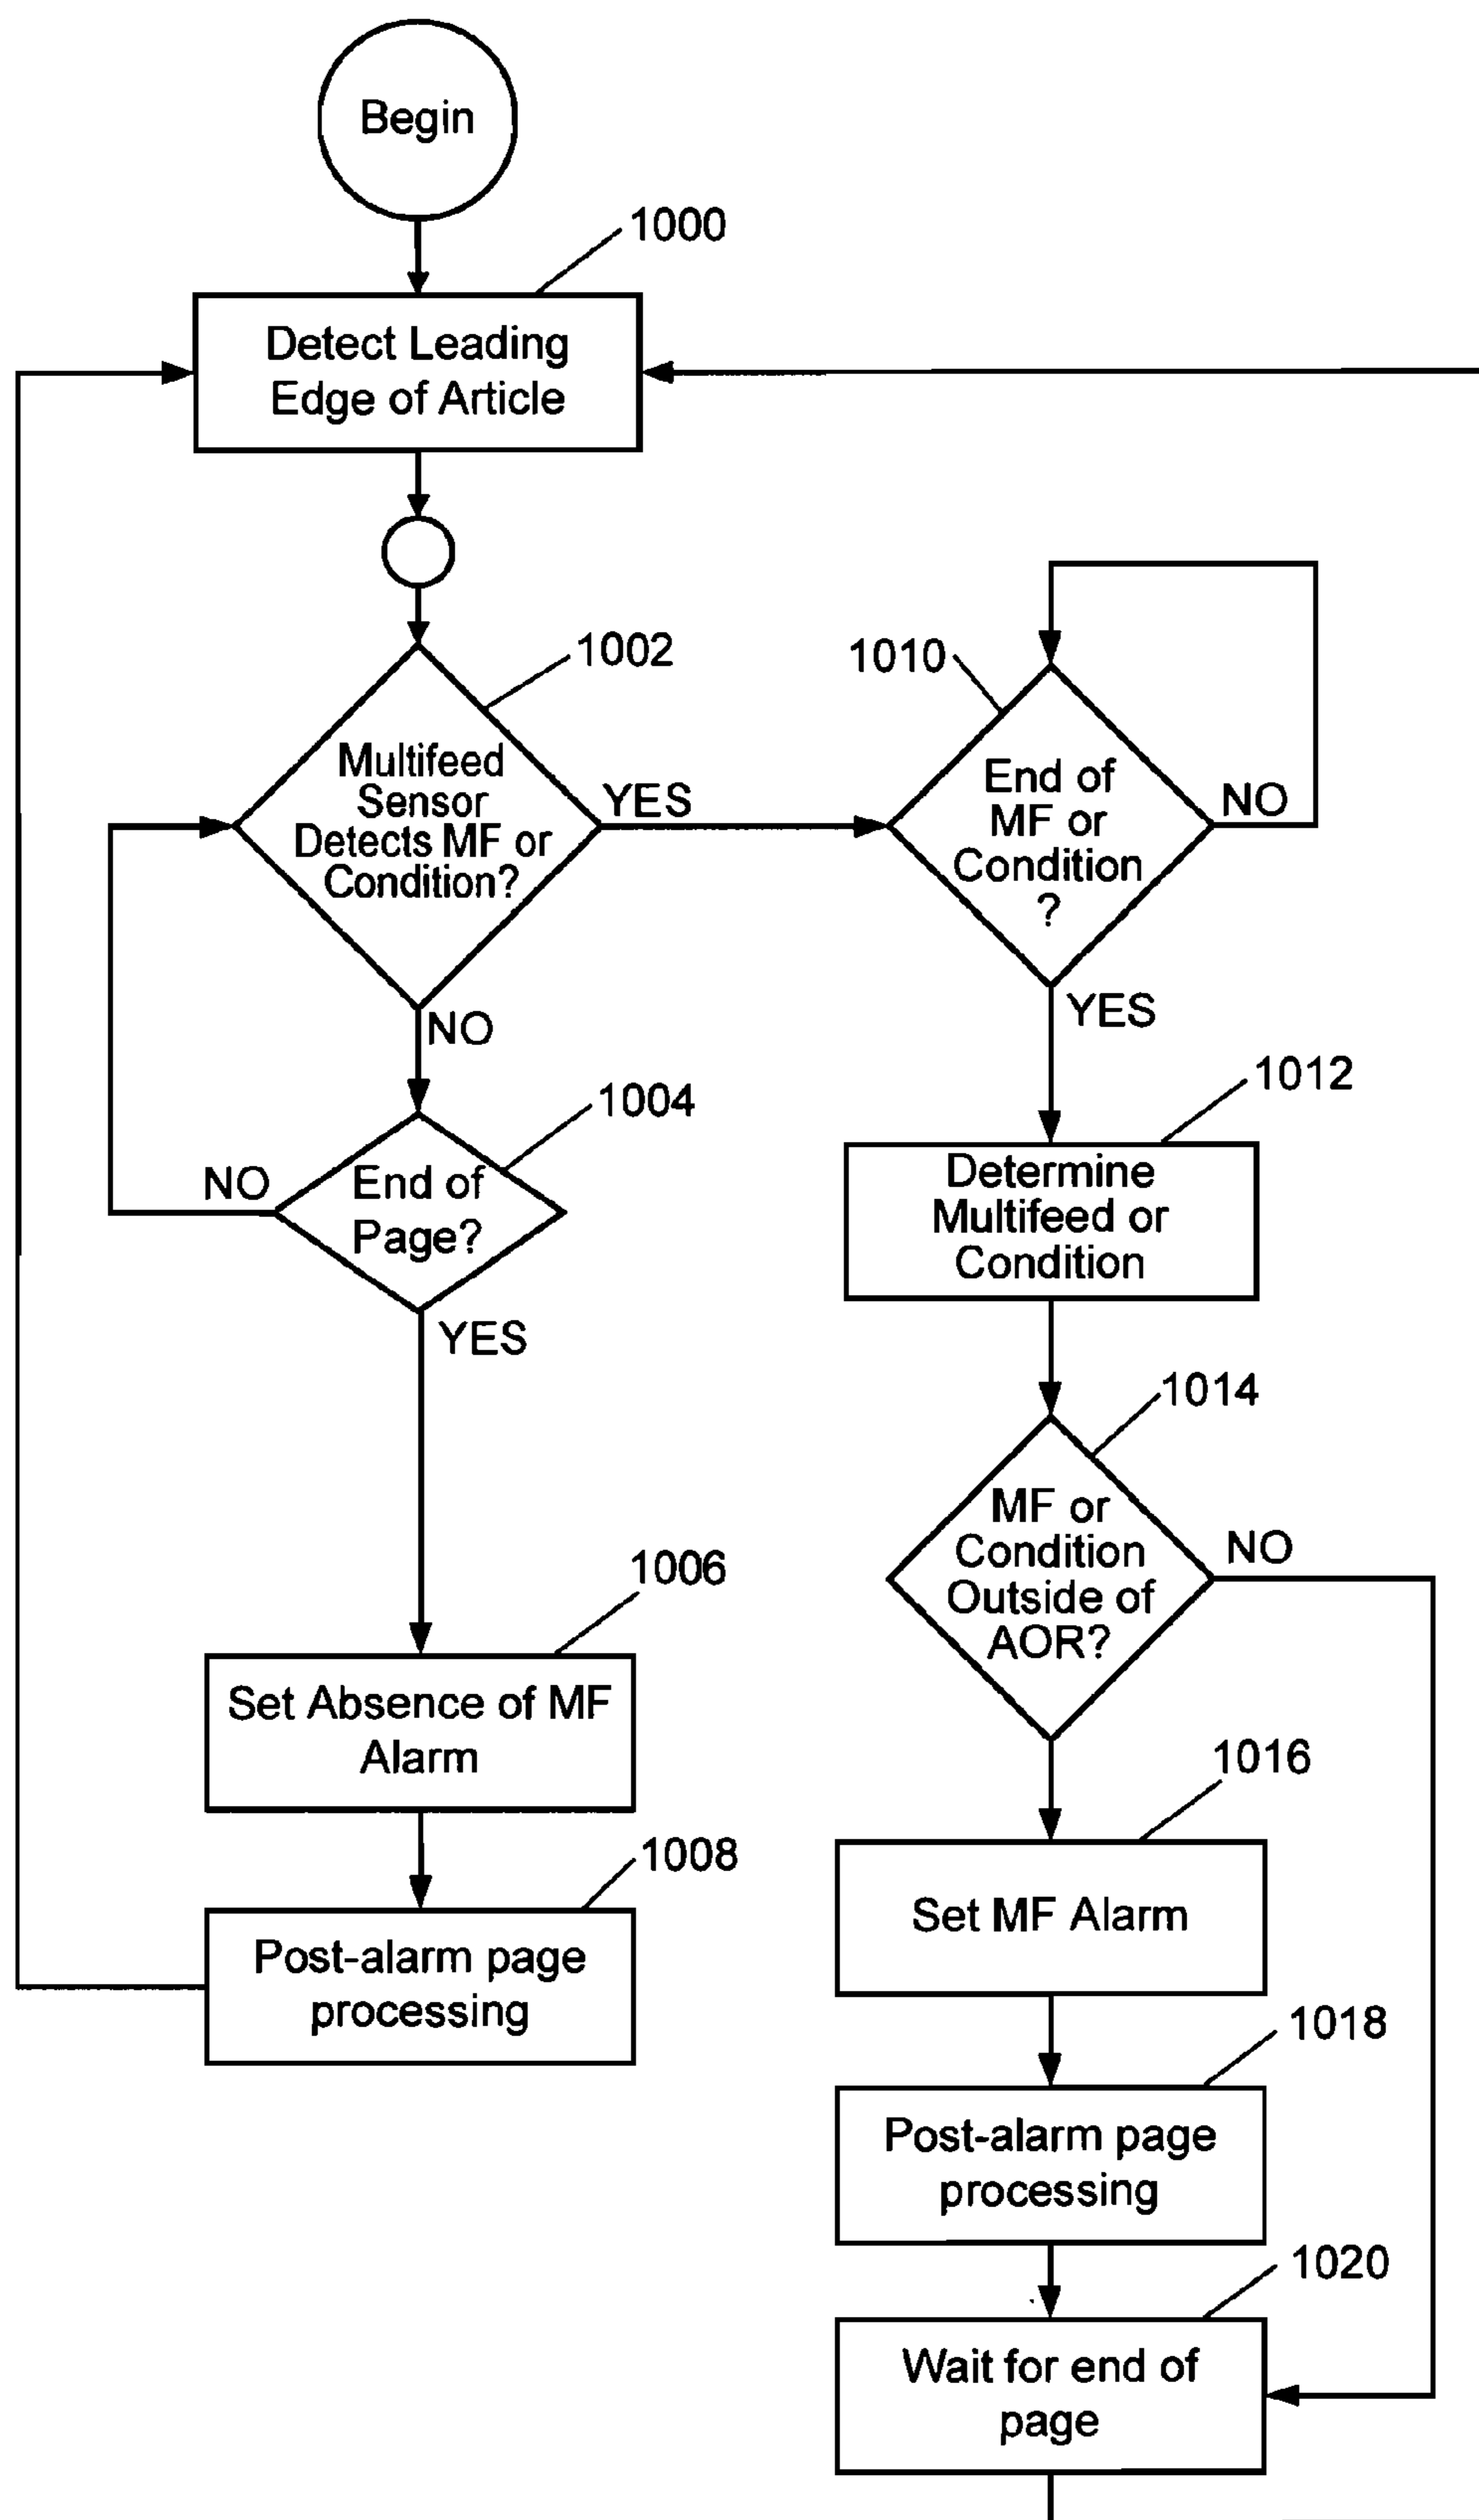 Begin
1000
Detect Leading
Edge of Article
1002
Multifeed
Sensor
Detects MF or
Condition?
YES
NO
1004
End of
Page?
NO
YES
1006
Set Absence of MF
Alarm
1008
Post-alarm page
processing
1010
End of
MF or
Condition
?
NO
YES
1012
Determine
Multifeed or
Condition
1014
MF or
Condition
Outside of
AOR?
NO
1016
Set MF Alarm
1018
Post-alarm page
processing
1020
Wait for end of
page